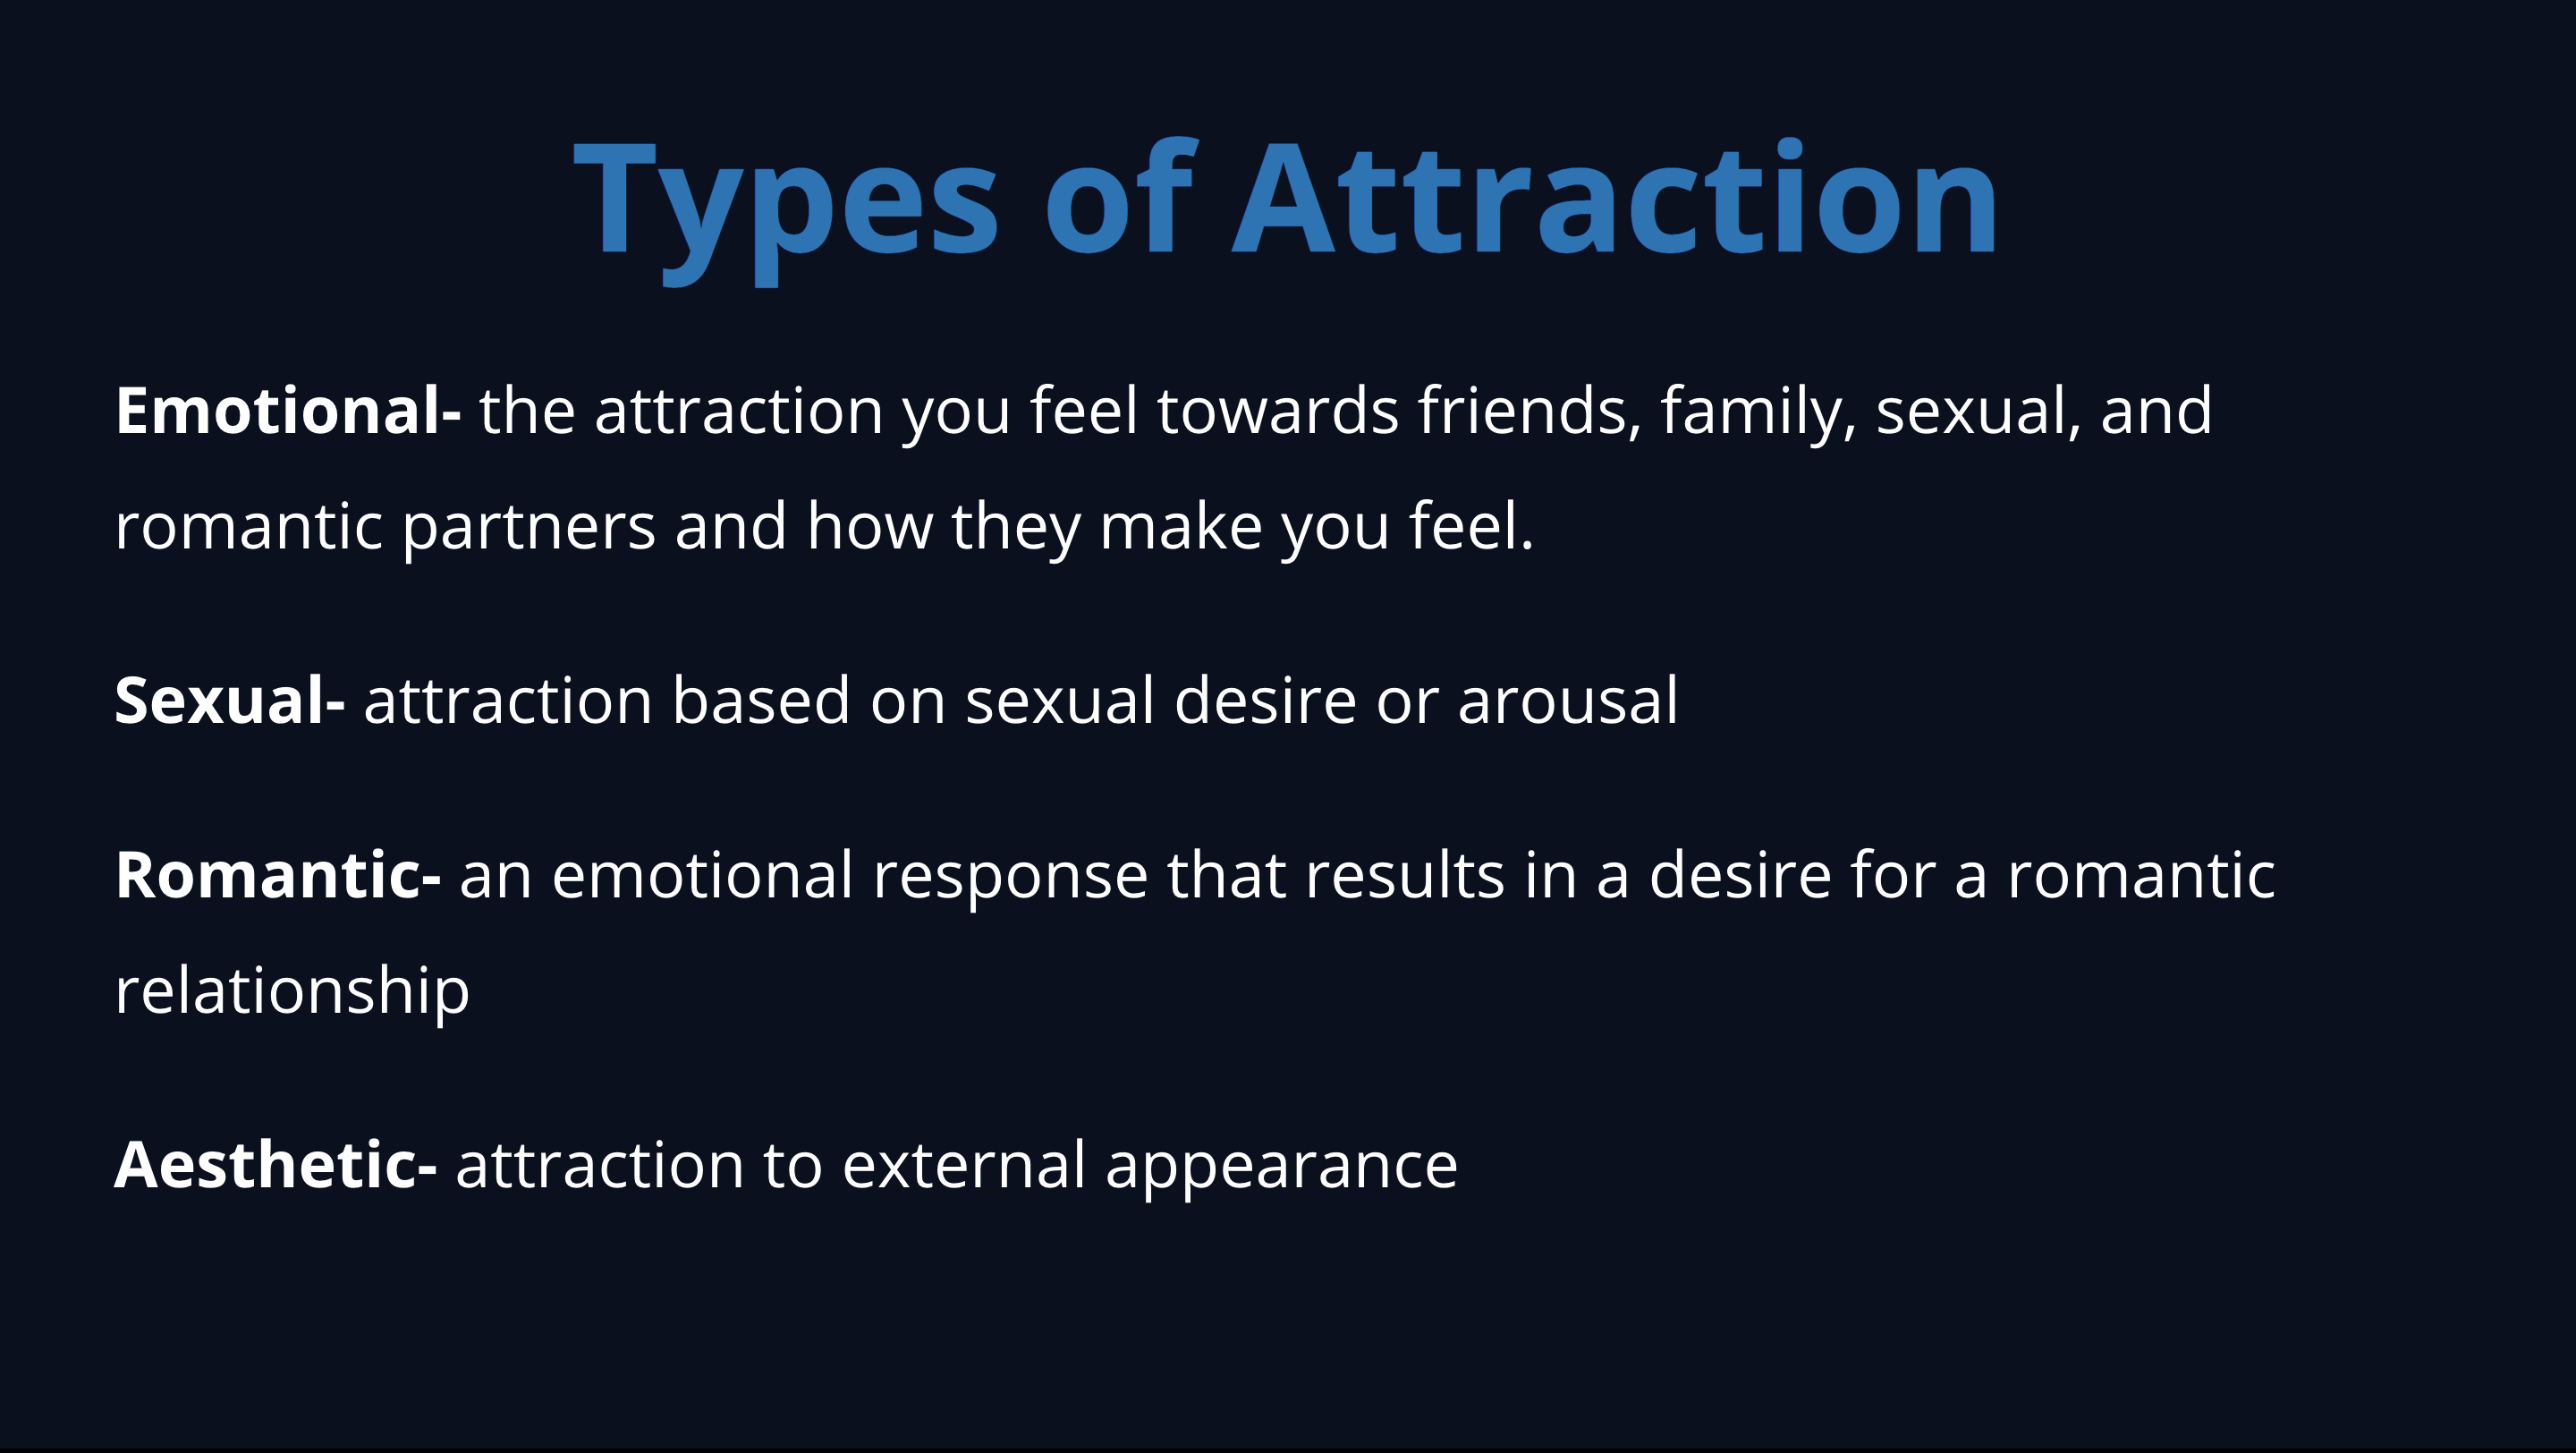 Types of Attraction
Emotional- the attraction you feel towards friends, family, sexual, and
romantic partners and how they make you feel.
Sexual- attraction based on sexual desire or arousal
Romantic- an emotional response that results in a desire for a romantic
relationship
Aesthetic- attraction to external appearance